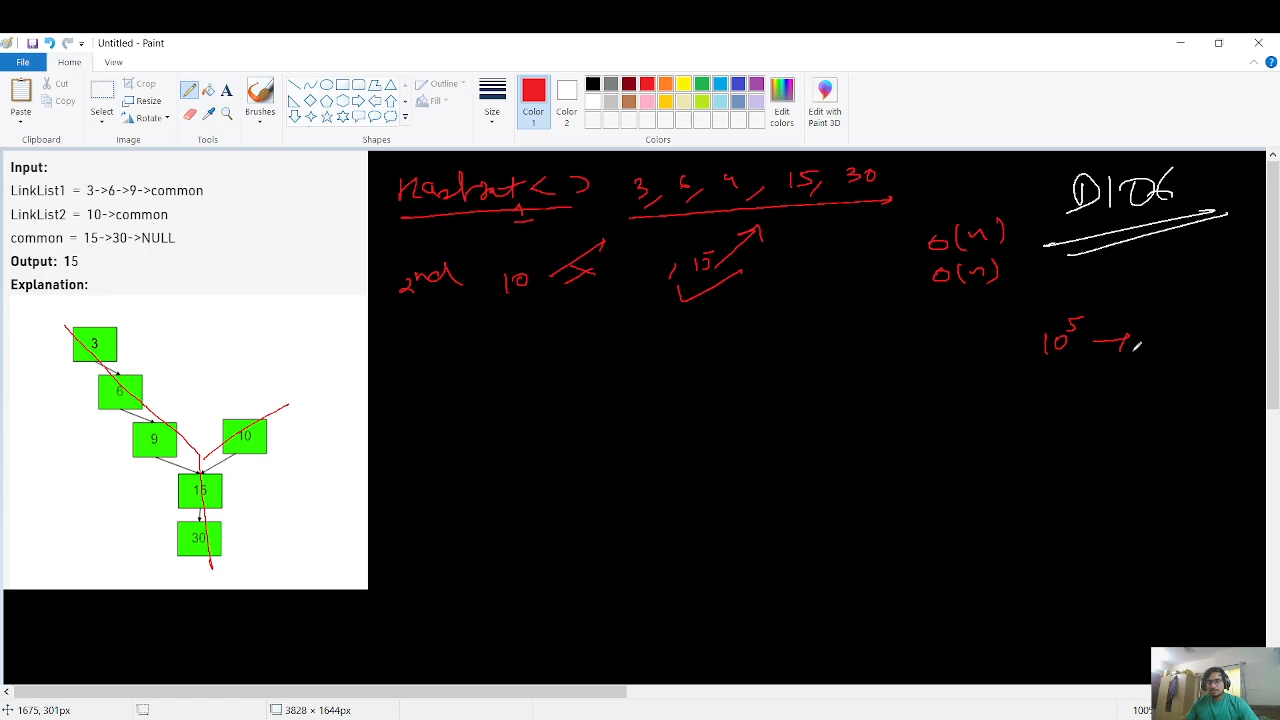 Untitled - Paint
File
Home
View
Paste
Cut
Copy
Clipboard
Select
Crop
Resize
Rotate
Image
Tools
Brushes
Outline
Fill
Shapes
Size
Color 1
Color 2
Edit colors
Colors
Edit with Paint 3D
Input:
LinkList1 = 3->6->9->common
LinkList2 = 10->common
common = 15->30->NULL
Output: 15
Explanation:
3
6
9
10
15
30
Hashset< > 3, 6, 9, 15, 30
2nd 10 15
D106
O(n)
O(n)
10^5 →
1675, 301px
3828 × 1644px
100%